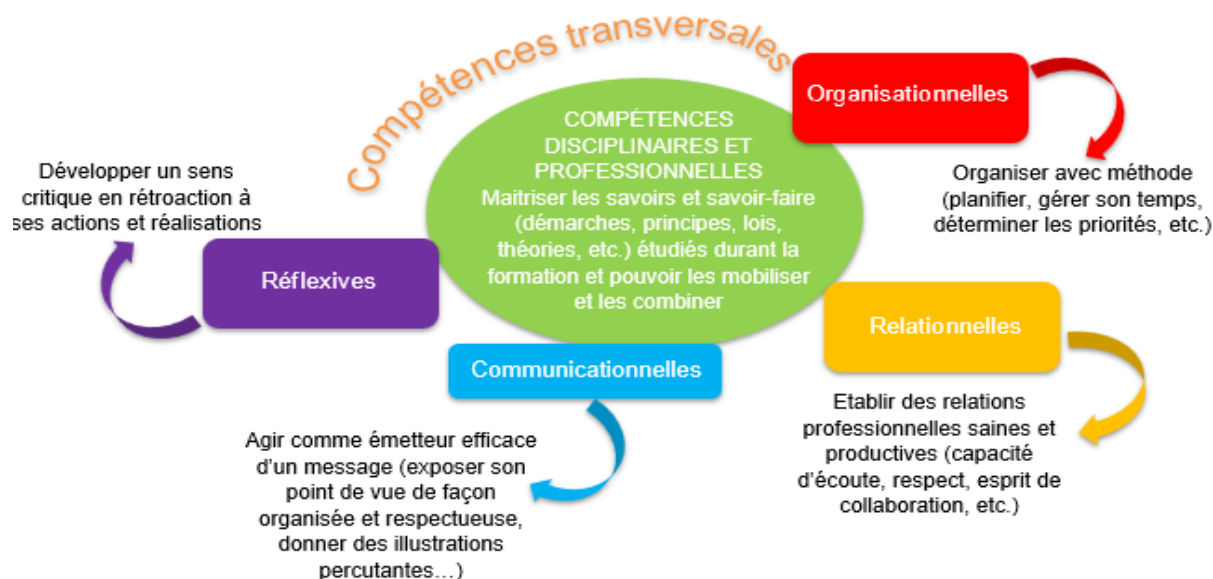 Compétences transversales
Organisationnelles
Organiser avec méthode
(planifier, gérer son temps,
déterminer les priorités, etc.)
COMPÉTENCES
DISCIPLINAIRES ET
PROFESSIONNELLES
Maitriser les savoirs et savoir-faire
(démarches, principes, lois,
théories, etc.) étudiés durant la
formation et pouvoir les mobiliser
et les combiner
Développer un sens
critique en rétroaction à
ses actions et réalisations
Réflexives
Relationnelles
Etablir des relations
professionnelles saines et
productives (capacité
d'écoute, respect, esprit de
collaboration, etc.)
Communicationnelles
Agir comme émetteur efficace
d'un message (exposer son
point de vue de façon
organisée et respectueuse,
donner des illustrations
percutantes…)